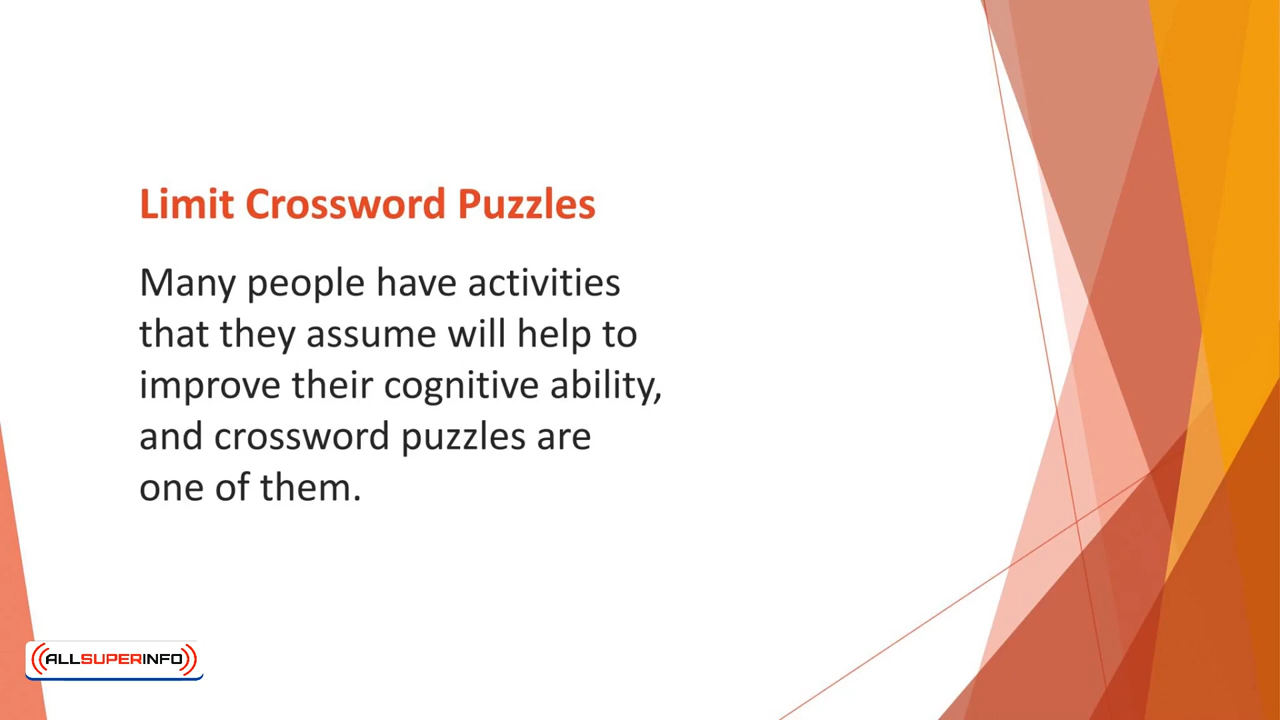 Limit Crossword Puzzles
Many people have activities
that they assume will help to
improve their cognitive ability,
and crossword puzzles are
one of them.
ALLSUPERINFO